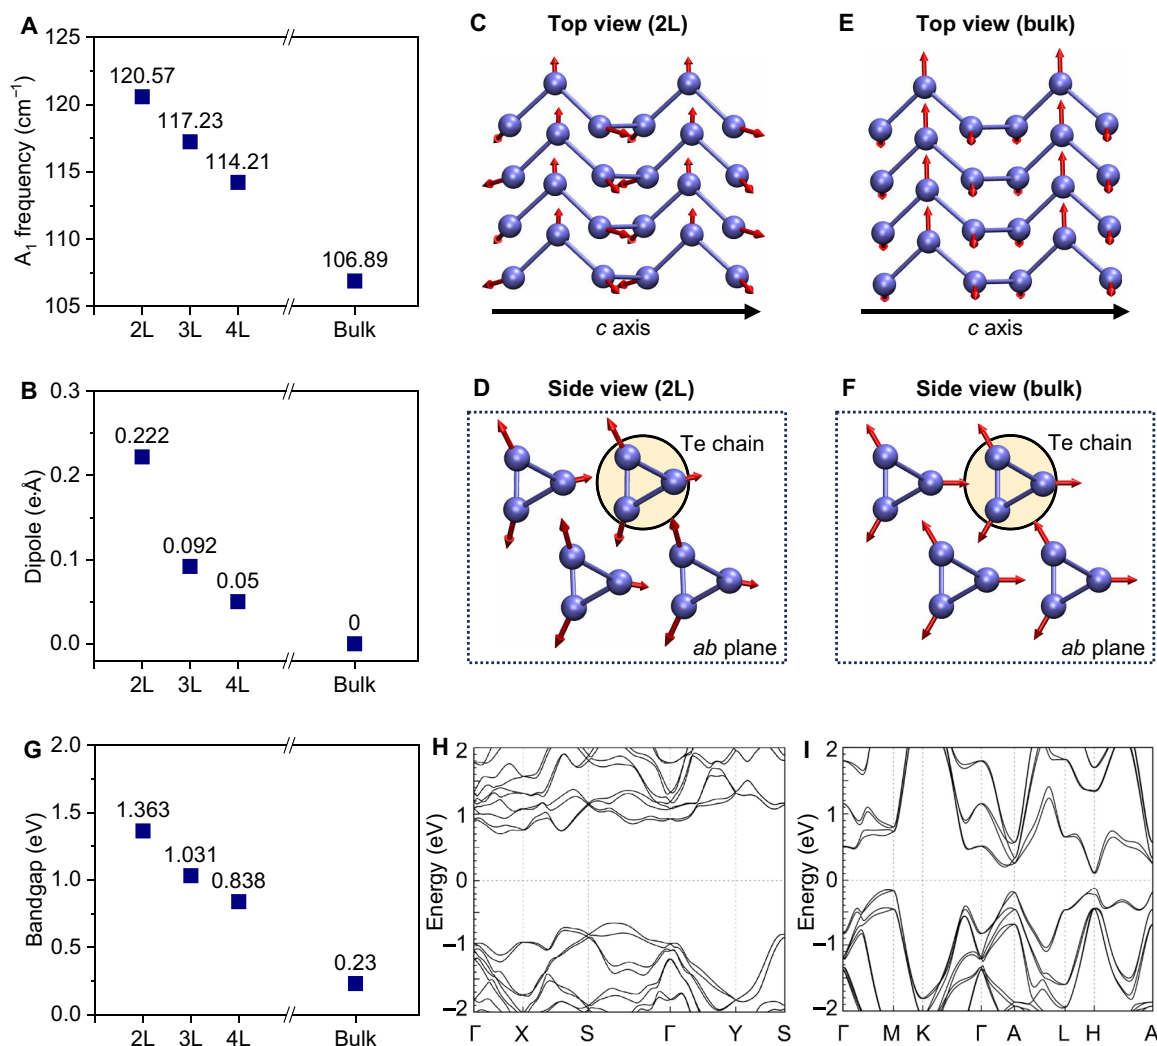 A
125
120
115
110
105
A₁ frequency (cm⁻¹)
120.57
117.23
114.21
106.89
2L
3L
4L
Bulk
C
Top view (2L)
c axis
E
Top view (bulk)
c axis
B
0.3
0.2
0.1
0.0
Dipole (e·Å)
0.222
0.092
0.05
0
2L
3L
4L
Bulk
D
Side view (2L)
Te chain
ab plane
F
Side view (bulk)
Te chain
ab plane
G
2.0
1.5
1.0
0.5
0.0
Bandgap (eV)
1.363
1.031
0.838
0.23
2L
3L
4L
Bulk
H
2
1
0
−1
−2
Energy (eV)
Γ X S Γ Y S
I
2
1
0
−1
−2
Energy (eV)
Γ M K Γ A L H A